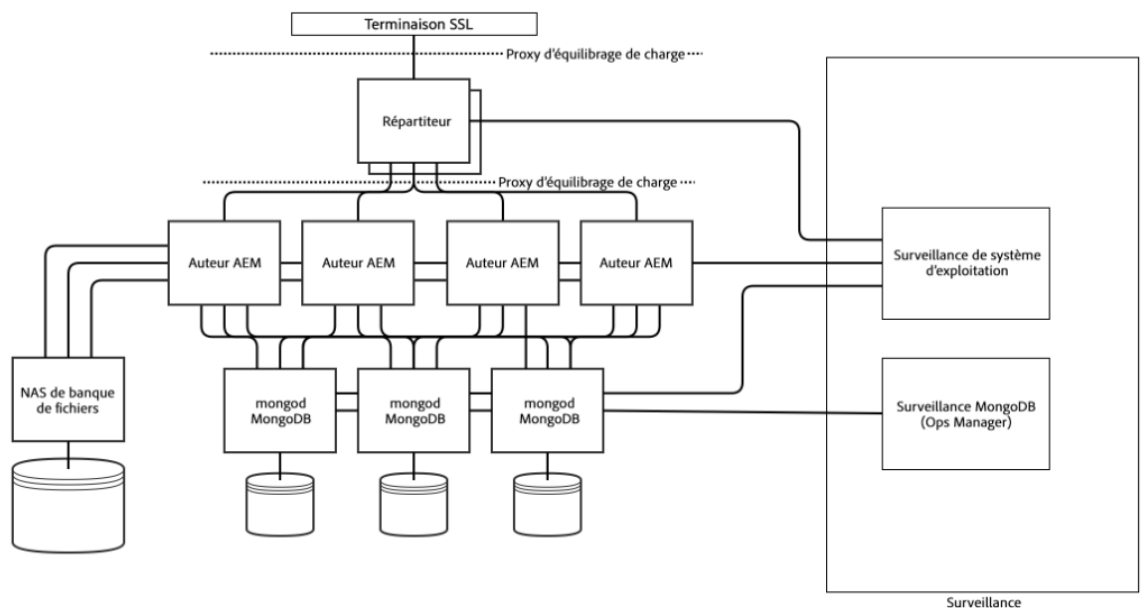 Terminaison SSL
Proxy d'équilibrage de charge
Répartiteur
Proxy d'équilibrage de charge
Auteur AEM
Auteur AEM
Auteur AEM
Auteur AEM
Surveillance de système
d'exploitation
NAS de banque
de fichiers
mongod
MongoDB
mongod
MongoDB
mongod
MongoDB
Surveillance MongoDB
(Ops Manager)
Surveillance